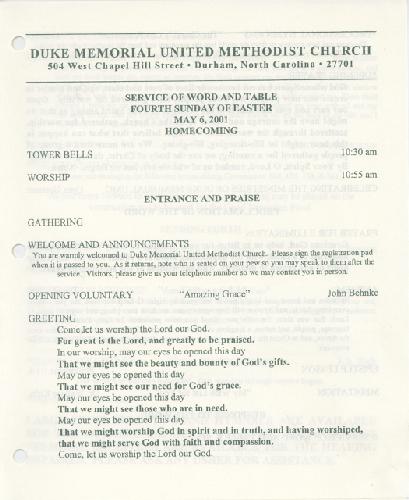 DUKE MEMORIAL UNITED METHODIST CHURCH
504 West Chapel Hill Street • Durham, North Carolina • 27701
SERVICE OF WORD AND TABLE
FOURTH SUNDAY OF EASTER
MAY 6, 2001
HOMECOMING
TOWER BELLS 10:30 am
WORSHIP 10:55 am
ENTRANCE AND PRAISE
GATHERING
WELCOME AND ANNOUNCEMENTS
You are warmly welcomed to Duke Memorial United Methodist Church. Please sign the registration pad
when it is passed to you. As it returns, note who is seated on your pew so you may speak to them after the
service. Visitors, please give us your telephone number so we may contact you in person.
OPENING VOLUNTARY "Amazing Grace" John Behnke
GREETING
Come let us worship the Lord our God.
For great is the Lord, and greatly to be praised.
In our worship, may our eyes be opened this day
That we might see the beauty and bounty of God's gifts.
May our eyes be opened this day
That we might see our need for God's grace.
May our eyes be opened this day
That we might see those who are in need.
May our eyes be opened this day
That we might worship God in spirit and in truth, and having worshiped,
that we might serve God with faith and compassion.
Come, let us worship the Lord our God.